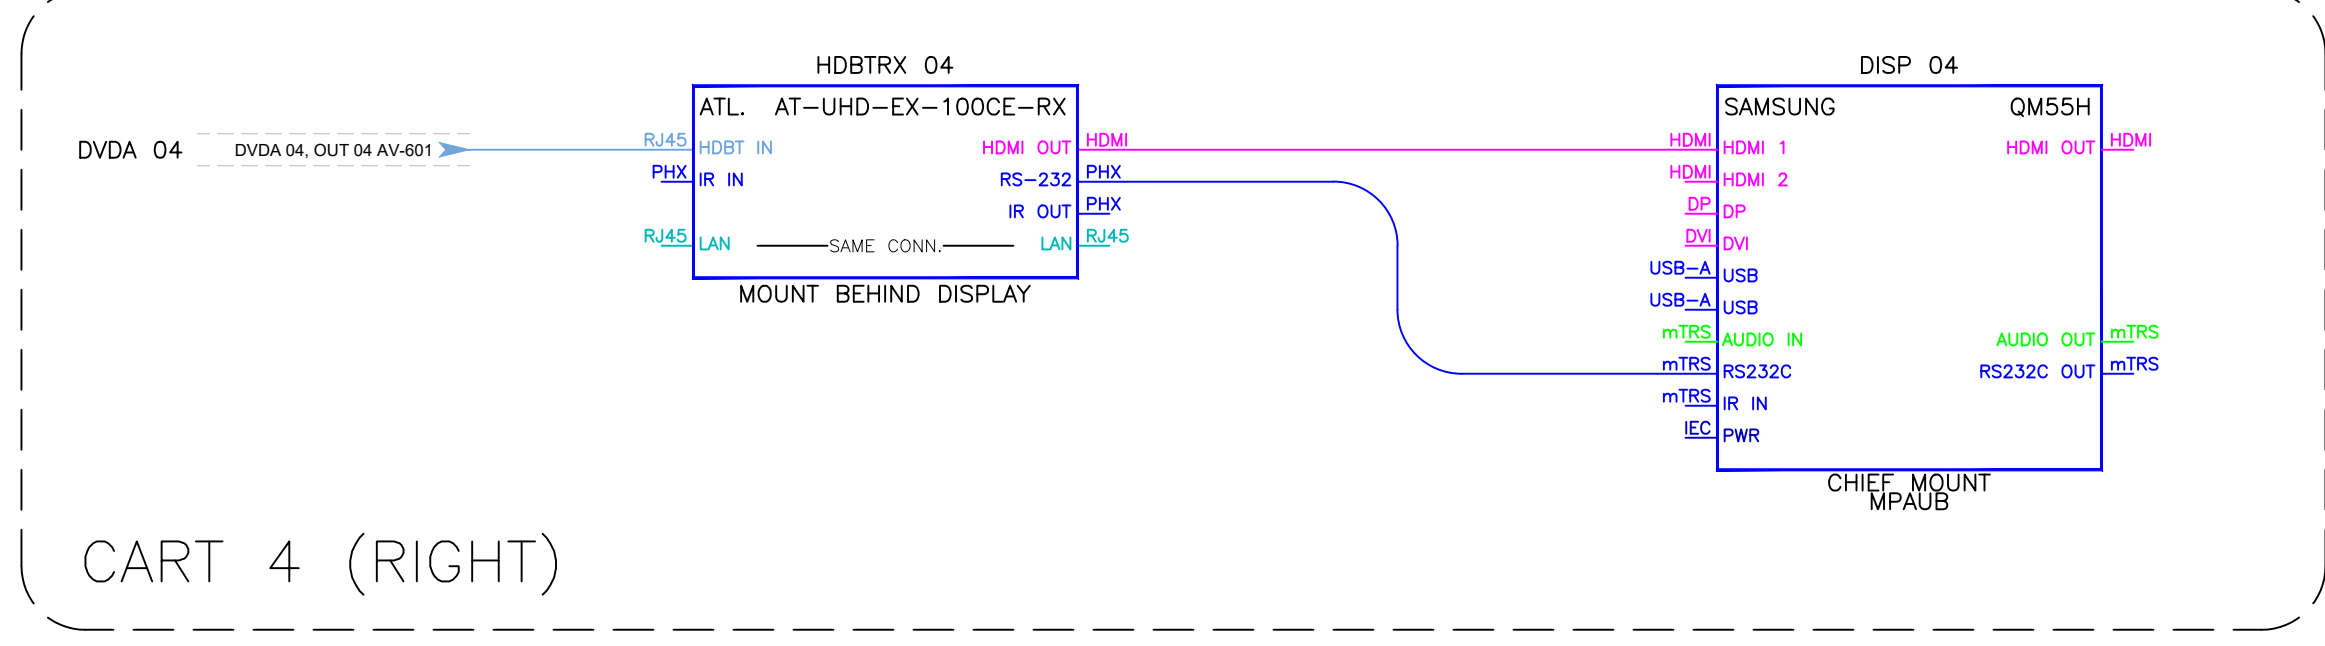 HDBTRX 04
DISP 04
ATL. AT-UHD-EX-100CE-RX
SAMSUNG QM55H
DVDA 04 DVDA 04, OUT 04 AV-601 RJ45 HDBT IN HDMI OUT HDMI
HDMI HDMI 1 HDMI OUT HDMI
PHX IR IN RS-232 PHX
HDMI HDMI 2
IR OUT PHX
DP DP
RJ45 LAN SAME CONN. LAN RJ45
DVI DVI
USB-A USB
MOUNT BEHIND DISPLAY
USB-A USB
mTRS AUDIO IN AUDIO OUT mTRS
mTRS RS232C RS232C OUT mTRS
mTRS IR IN
IEC PWR
CHIEF MOUNT
MPAUB
CART 4 (RIGHT)